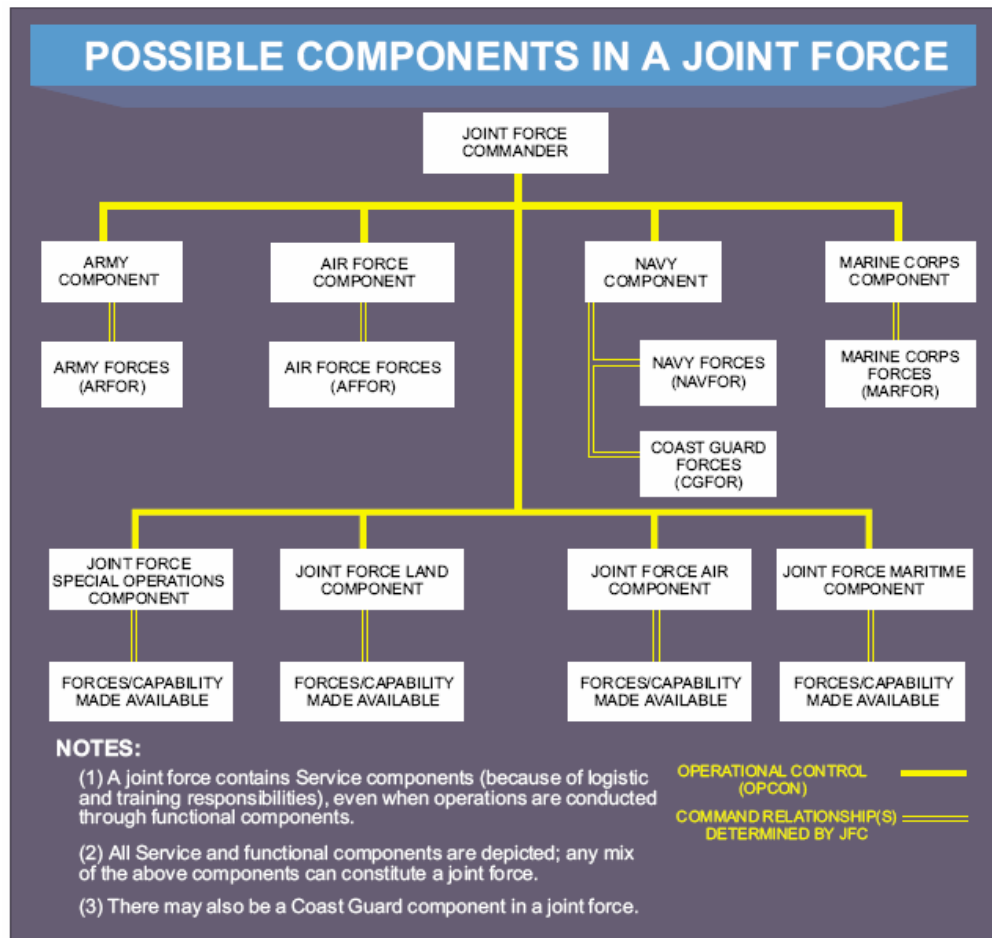 POSSIBLE COMPONENTS IN A JOINT FORCE
JOINT FORCE
COMMANDER
ARMY
COMPONENT
AIR FORCE
COMPONENT
NAVY
COMPONENT
MARINE CORPS
COMPONENT
ARMY FORCES
(ARFOR)
AIR FORCE FORCES
(AFFOR)
NAVY FORCES
(NAVFOR)
MARINE CORPS
FORCES
(MARFOR)
COAST GUARD
FORCES
(CGFOR)
JOINT FORCE
SPECIAL OPERATIONS
COMPONENT
JOINT FORCE LAND
COMPONENT
JOINT FORCE AIR
COMPONENT
JOINT FORCE MARITIME
COMPONENT
FORCES/CAPABILITY
MADE AVAILABLE
FORCES/CAPABILITY
MADE AVAILABLE
FORCES/CAPABILITY
MADE AVAILABLE
FORCES/CAPABILITY
MADE AVAILABLE
NOTES:
(1) A joint force contains Service components (because of logistic
and training responsibilities), even when operations are conducted
through functional components.
(2) All Service and functional components are depicted; any mix
of the above components can constitute a joint force.
(3) There may also be a Coast Guard component in a joint force.
OPERATIONAL CONTROL
(OPCON)
COMMAND RELATIONSHIP(S)
DETERMINED BY JFC